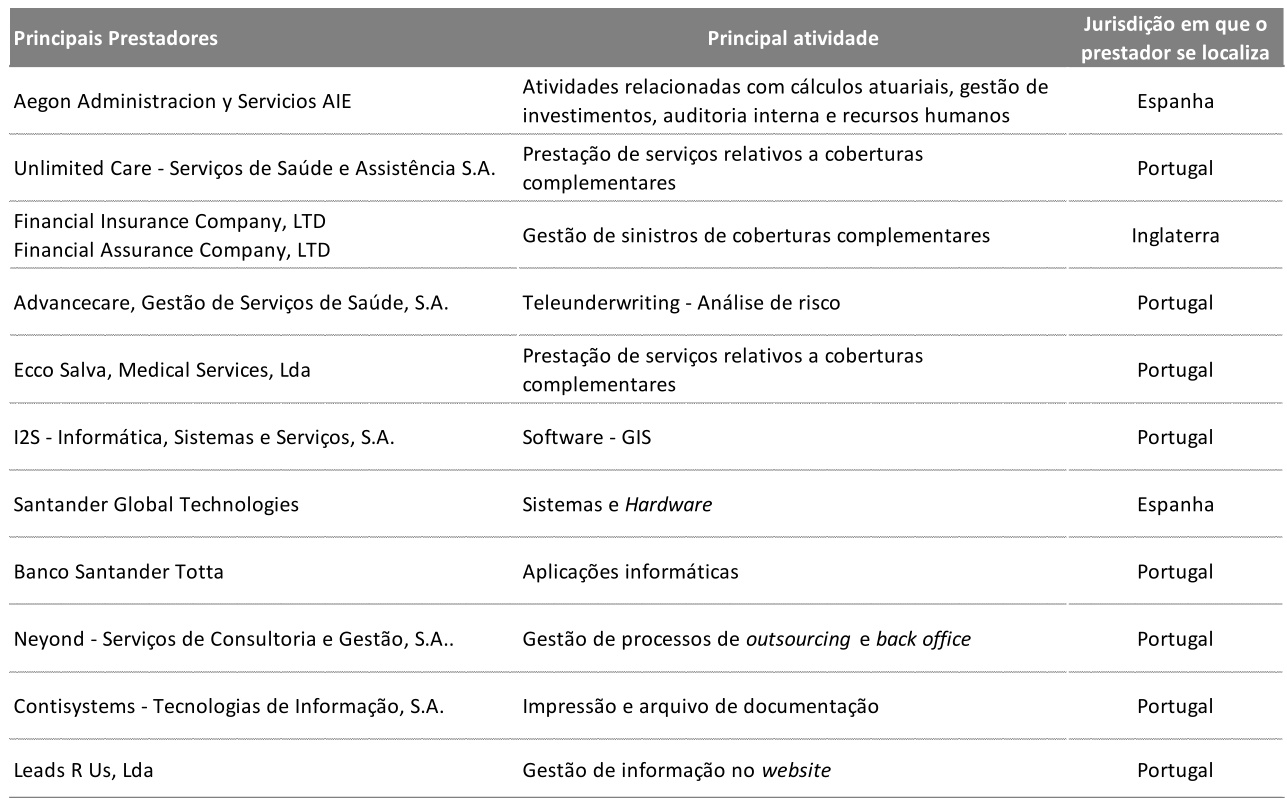 Principais Prestadores
Principal atividade
Jurisdição em que o
prestador se localiza
Aegon Administracion y Servicios AIE
Atividades relacionadas com cálculos atuariais, gestão de
investimentos, auditoria interna e recursos humanos
Espanha
Unlimited Care - Serviços de Saúde e Assistência S.A.
Prestação de serviços relativos a coberturas
complementares
Portugal
Financial Insurance Company, LTD
Financial Assurance Company, LTD
Gestão de sinistros de coberturas complementares
Inglaterra
Advancecare, Gestão de Serviços de Saúde, S.A.
Teleunderwriting - Análise de risco
Portugal
Ecco Salva, Medical Services, Lda
Prestação de serviços relativos a coberturas
complementares
Portugal
I2S - Informática, Sistemas e Serviços, S.A.
Software - GIS
Portugal
Santander Global Technologies
Sistemas e Hardware
Espanha
Banco Santander Totta
Aplicações informáticas
Portugal
Neyond - Serviços de Consultoria e Gestão, S.A..
Gestão de processos de outsourcing e back office
Portugal
Contisystems - Tecnologias de Informação, S.A.
Impressão e arquivo de documentação
Portugal
Leads R Us, Lda
Gestão de informação no website
Portugal